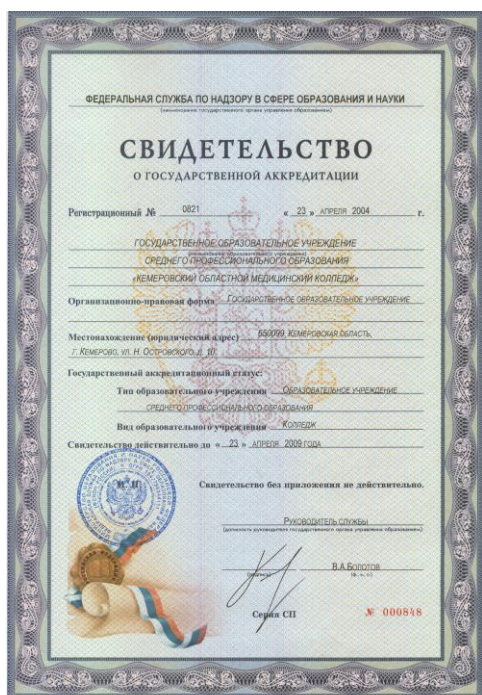 ФЕДЕРАЛЬНАЯ СЛУЖБА ПО НАДЗОРУ В СФЕРЕ ОБРАЗОВАНИЯ И НАУКИ
(наименование государственного органа управления образованием)
СВИДЕТЕЛЬСТВО
О ГОСУДАРСТВЕННОЙ АККРЕДИТАЦИИ
Регистрационный № 0821 « 23 » АПРЕЛЯ 2004 г.
ГОСУДАРСТВЕННОЕ ОБРАЗОВАТЕЛЬНОЕ УЧРЕЖДЕНИЕ
(наименование образовательного учреждения)
СРЕДНЕГО ПРОФЕССИОНАЛЬНОГО ОБРАЗОВАНИЯ
«КЕМЕРОВСКИЙ ОБЛАСТНОЙ МЕДИЦИНСКИЙ КОЛЛЕДЖ»
Организационно-правовая форма ГОСУДАРСТВЕННОЕ ОБРАЗОВАТЕЛЬНОЕ УЧРЕЖДЕНИЕ
Местонахождение (юридический адрес) 650099, КЕМЕРОВСКАЯ ОБЛАСТЬ,
Г. КЕМЕРОВО, УЛ. Н. ОСТРОВСКОГО, Д. 10
Государственный аккредитационный статус:
Тип образовательного учреждения ОБРАЗОВАТЕЛЬНОЕ УЧРЕЖДЕНИЕ
СРЕДНЕГО ПРОФЕССИОНАЛЬНОГО ОБРАЗОВАНИЯ
Вид образовательного учреждения КОЛЛЕДЖ
Свидетельство действительно до « 23 » АПРЕЛЯ 2009 ГОДА
М. П.
Свидетельство без приложения не действительно.
РУКОВОДИТЕЛЬ СЛУЖБЫ
(должность руководителя государственного органа управления образованием)
В.А.БОЛОТОВ
(подпись) (ф. и. о.)
Серия СП № 000848